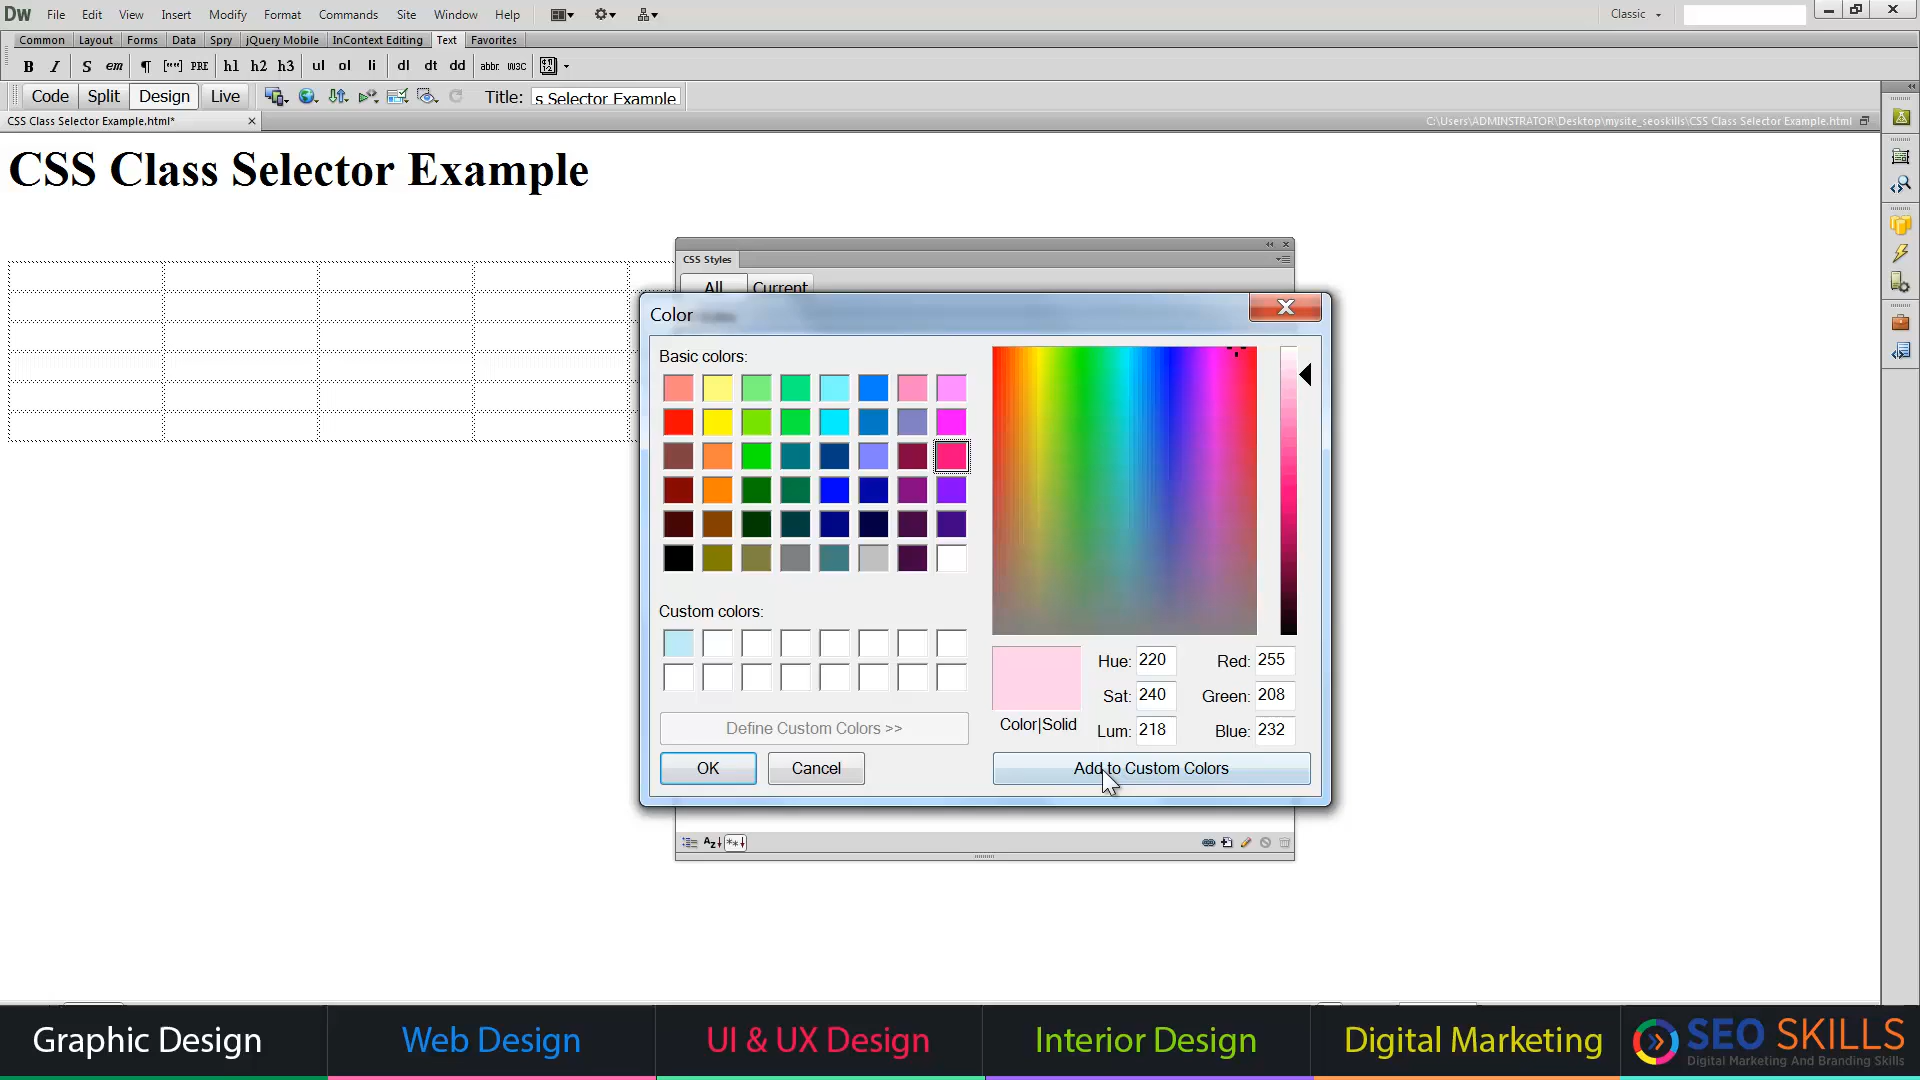 Dw File Edit View Insert Modify Format Commands Site Window Help Classic
Common Layout Forms Data Spry jQuery Mobile InContext Editing Text Favorites
B I S em ¶ [""] PRE h1 h2 h3 ul ol li dl dt dd abbr. W3C
Code Split Design Live Title: s Selector Example
CSS Class Selector Example.html* C:\Users\ADMINSTRATOR\Desktop\mysite_seoskills\CSS Class Selector Example.html
CSS Class Selector Example
CSS Styles
All Current
Color
Basic colors:
Custom colors:
Hue: 220 Red: 255
Sat: 240 Green: 208
Color|Solid
Lum: 218 Blue: 232
Define Custom Colors >>
OK Cancel Add to Custom Colors
Graphic Design Web Design UI & UX Design Interior Design Digital Marketing SEO SKILLS
Digital Marketing And Branding Skills